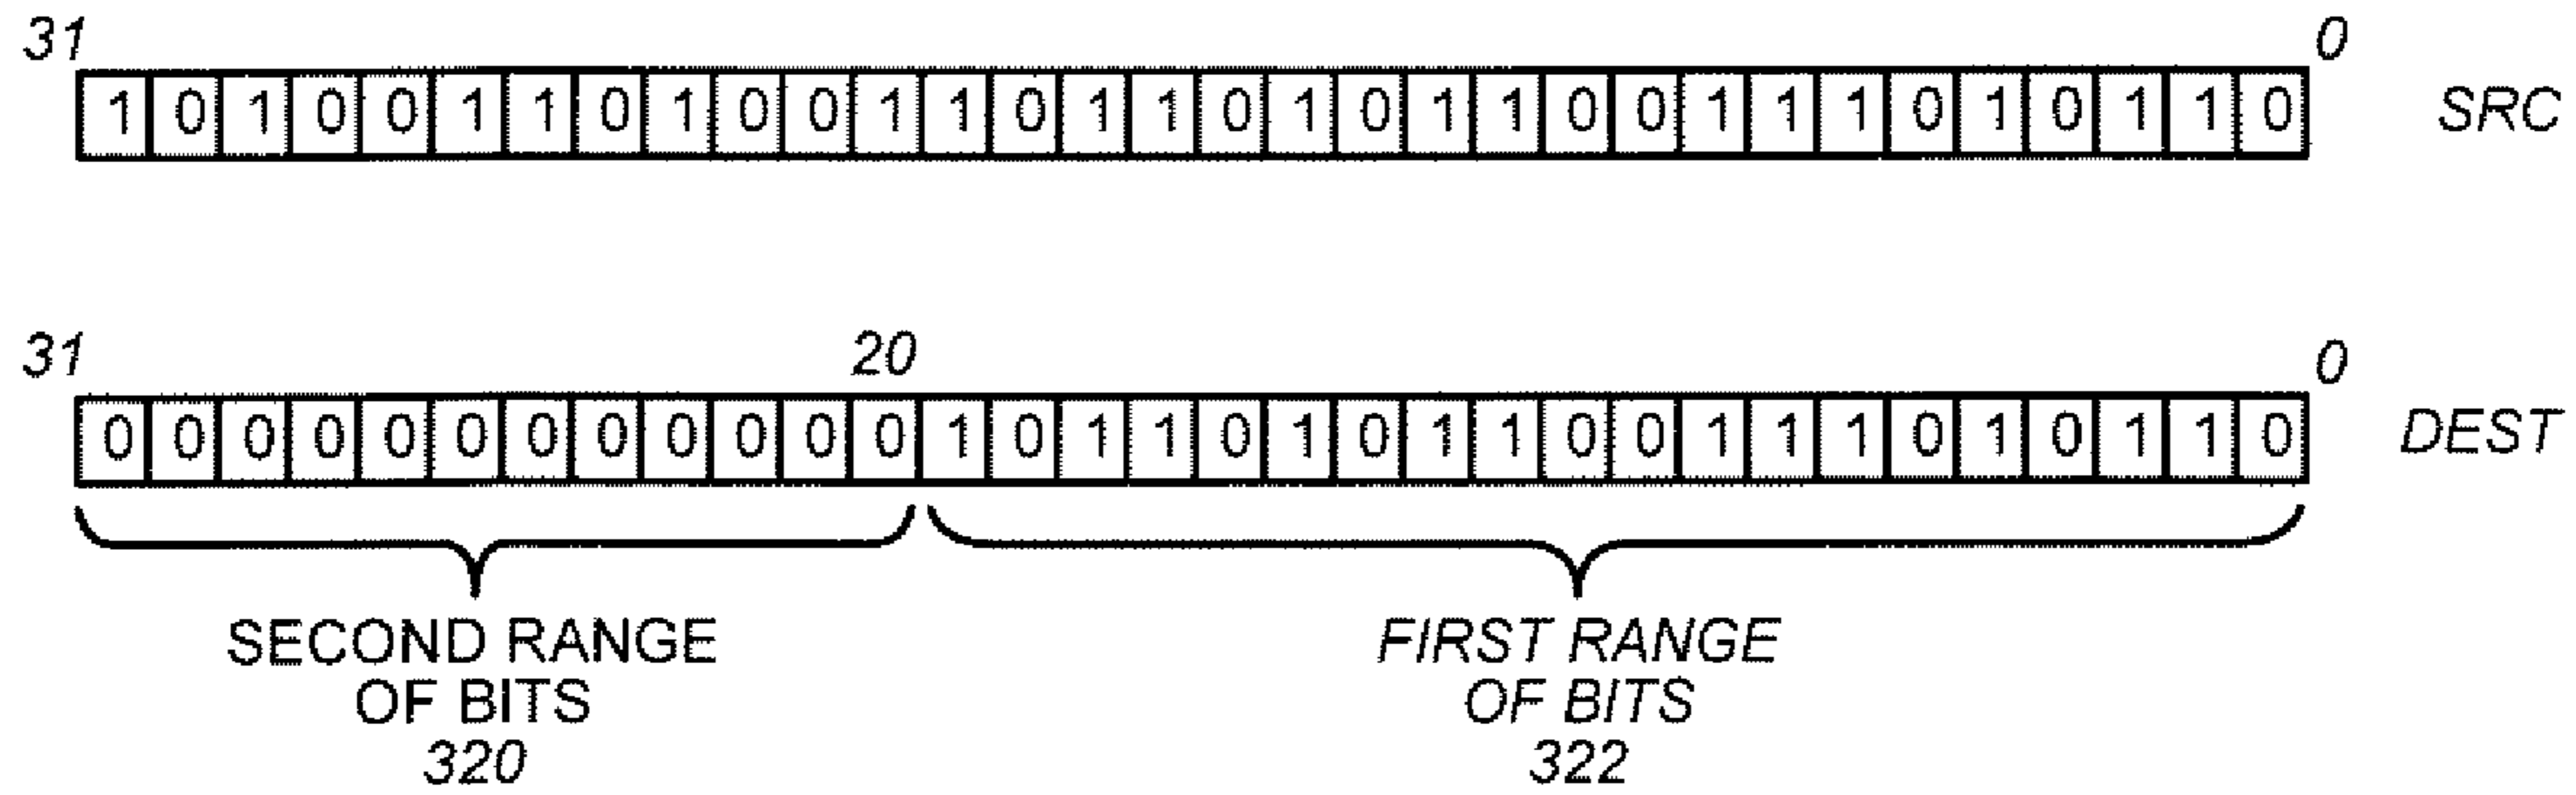 31 0
1 0 1 0 0 1 1 0 1 0 0 1 1 0 1 1 0 1 0 1 1 0 0 1 1 1 0 1 0 1 1 0 SRC
31 20 0
0 0 0 0 0 0 0 0 0 0 0 0 1 0 1 1 0 1 0 1 1 0 0 1 1 1 0 1 0 1 1 0 DEST
SECOND RANGE
OF BITS
320
FIRST RANGE
OF BITS
322